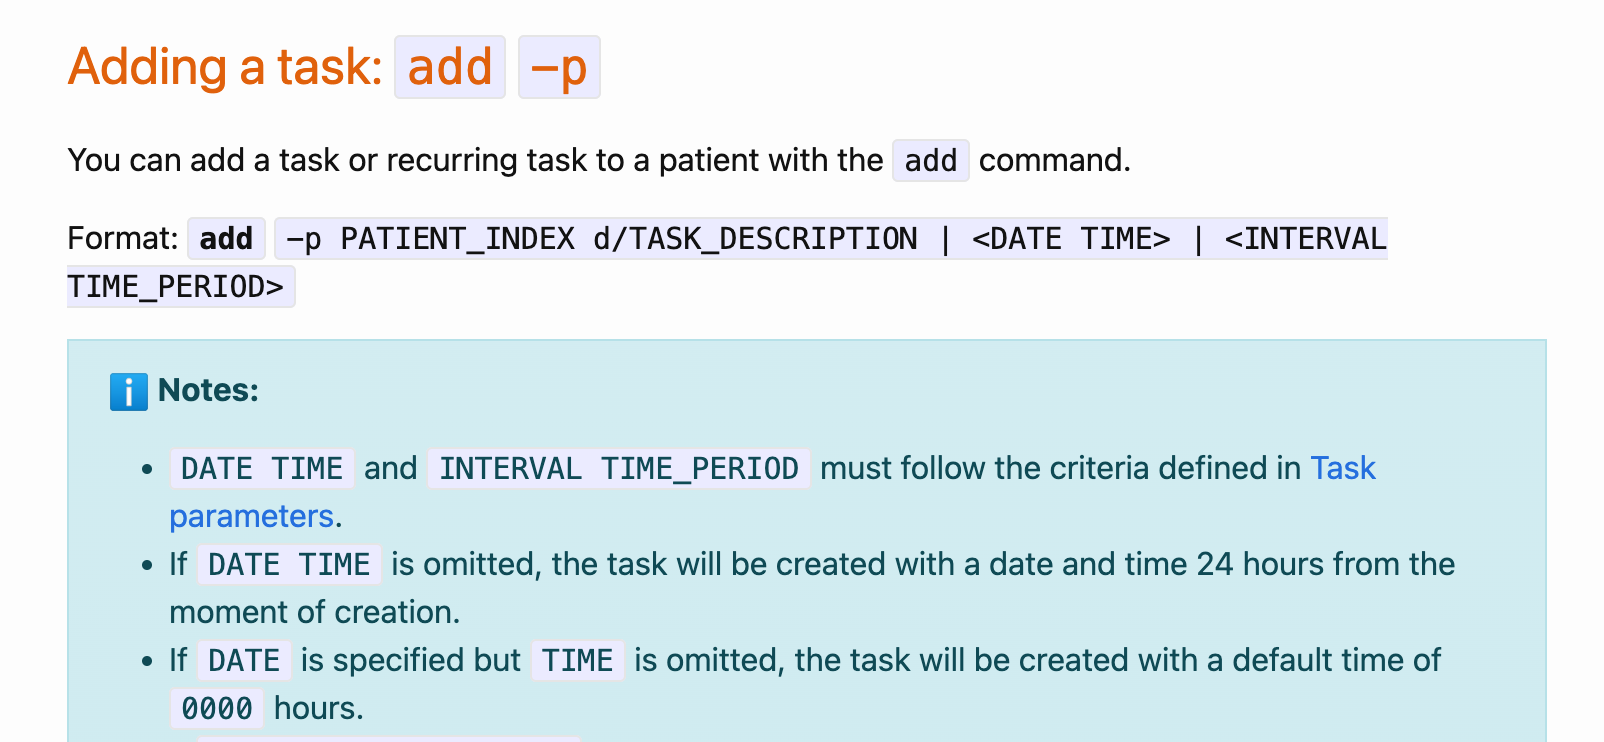 Adding a task: add –p
You can add a task or recurring task to a patient with the add command.
Format: add –p PATIENT_INDEX d/TASK_DESCRIPTION | <DATE TIME> | <INTERVAL
TIME_PERIOD>
i Notes:
• DATE TIME and INTERVAL TIME_PERIOD must follow the criteria defined in Task
parameters.
• If DATE TIME is omitted, the task will be created with a date and time 24 hours from the
moment of creation.
• If DATE is specified but TIME is omitted, the task will be created with a default time of
0000 hours.